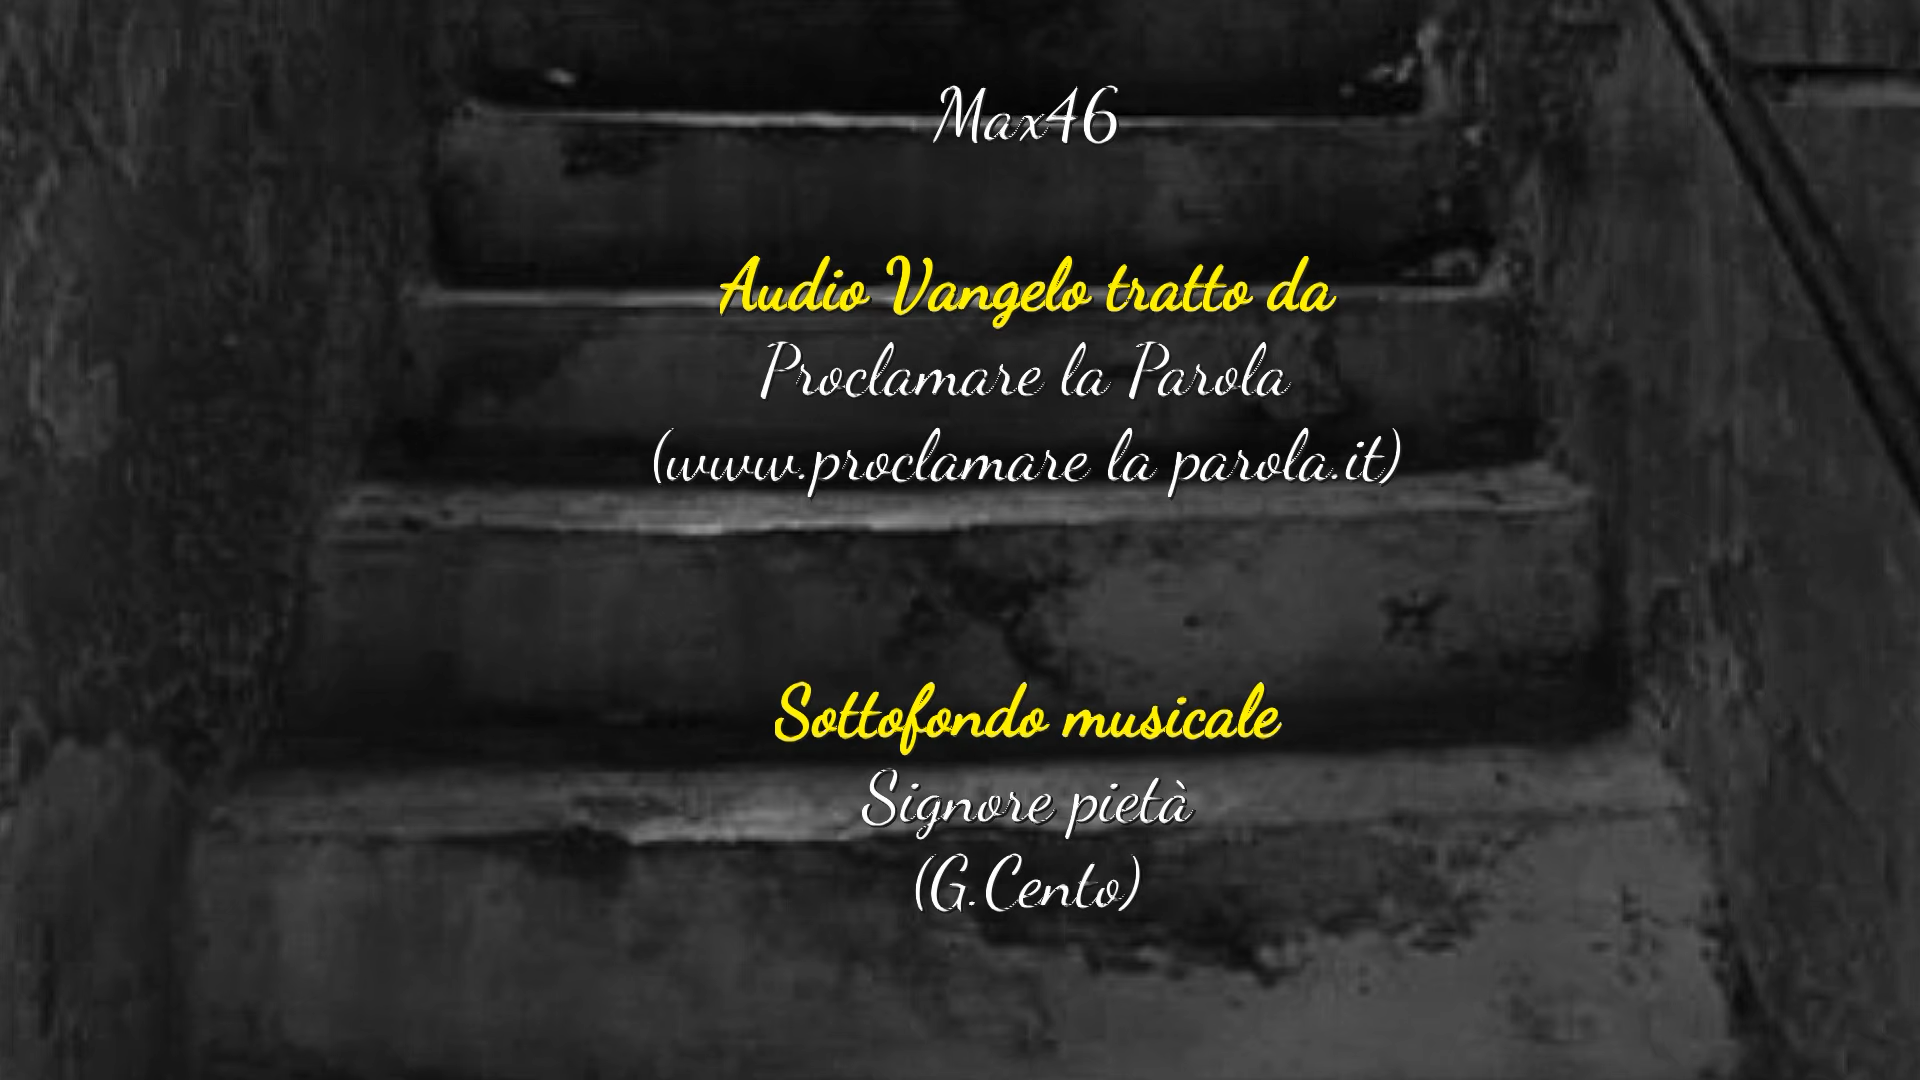 Max46
Audio Vangelo tratto da
Proclamare la Parola
(www.proclamare la parola.it)
Sottofondo musicale
Signore pietà
(G.Cento)